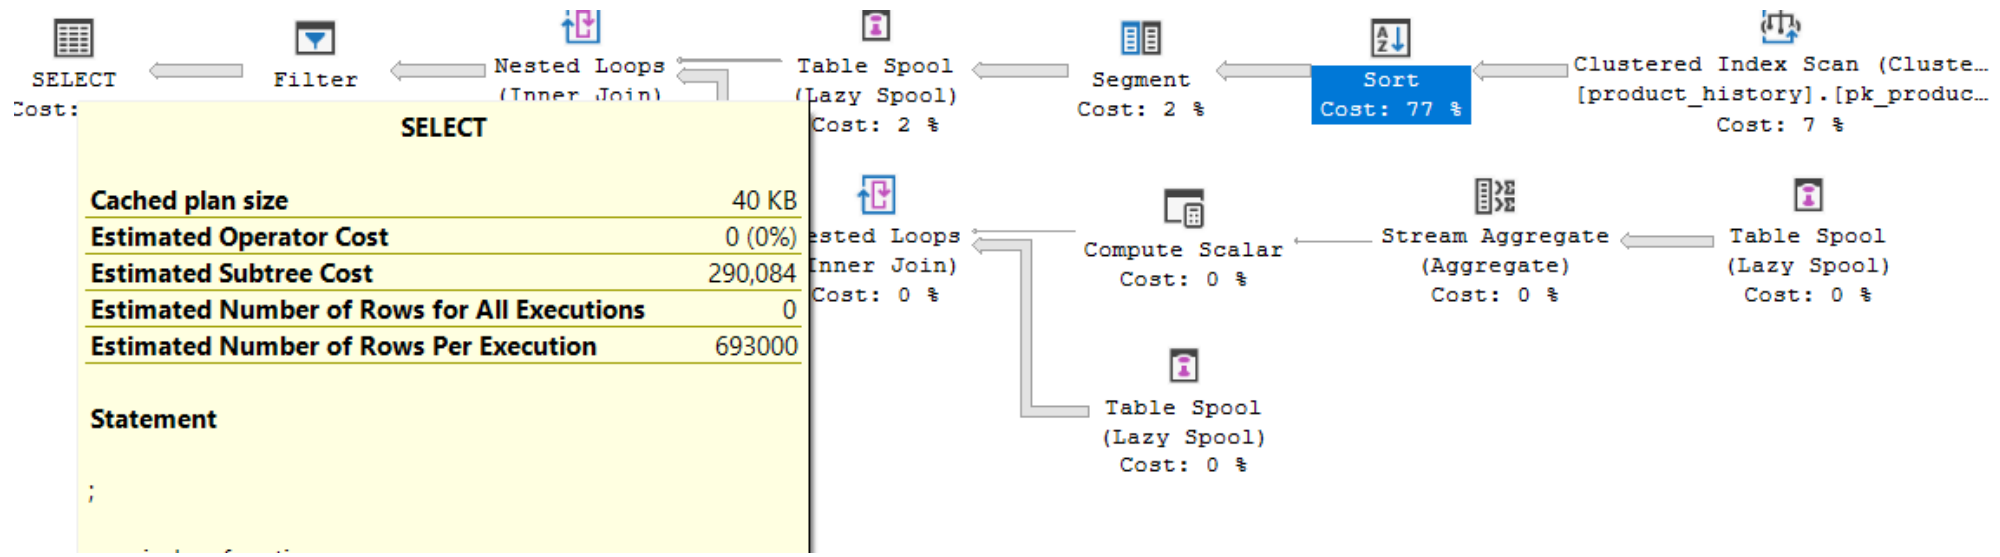 SELECT
Cost:
Filter
Nested Loops
(Inner Join)
Table Spool
(Lazy Spool)
Cost: 2 %
Segment
Cost: 2 %
Sort
Cost: 77 %
Clustered Index Scan (Cluste…
[product_history].[pk_produc…
Cost: 7 %
SELECT
Cached plan size 40 KB
Estimated Operator Cost 0 (0%)
Estimated Subtree Cost 290,084
Estimated Number of Rows for All Executions 0
Estimated Number of Rows Per Execution 693000
Statement
;
ested Loops
Inner Join)
Cost: 0 %
Compute Scalar
Cost: 0 %
Stream Aggregate
(Aggregate)
Cost: 0 %
Table Spool
(Lazy Spool)
Cost: 0 %
Table Spool
(Lazy Spool)
Cost: 0 %